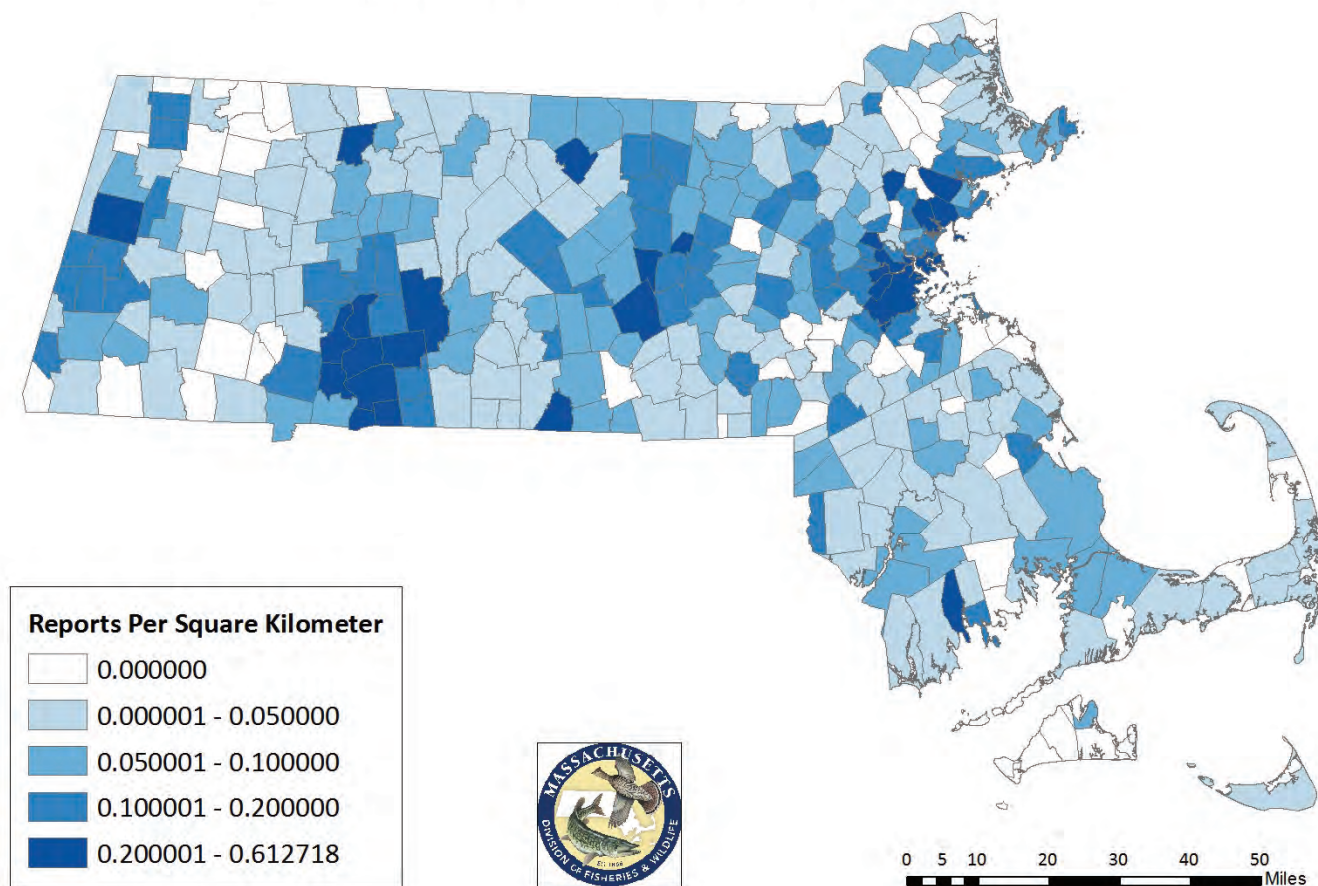 Reports Per Square Kilometer
0.000000
0.000001 - 0.050000
0.050001 - 0.100000
0.100001 - 0.200000
0.200001 - 0.612718
MASSACHUSETTS
DIVISION OF FISHERIES & WILDLIFE
0 5 10 20 30 40 50
Miles